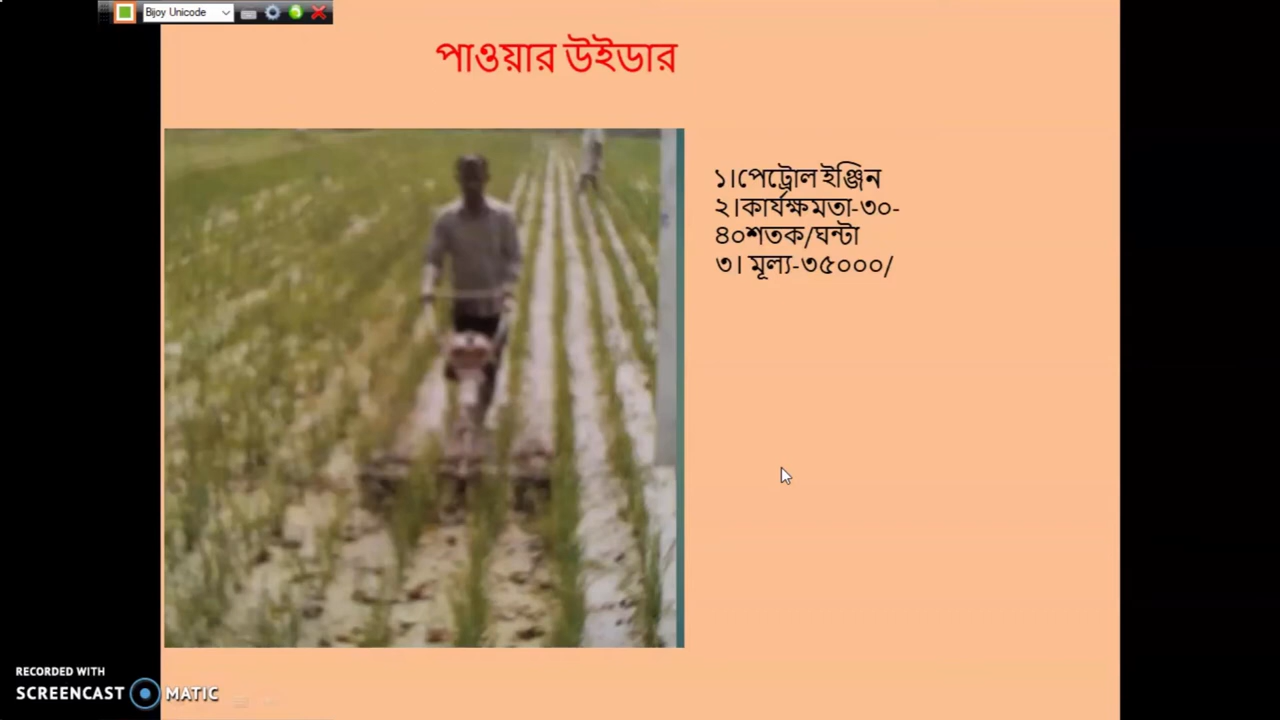 Bijoy Unicode
পাওয়ার উইডার
১।পেট্রোল ইঞ্জিন
২।কার্যক্ষমতা-৩০-
৪০শতক/ঘন্টা
৩। মূল্য-৩৫০০০/
RECORDED WITH
SCREENCAST MATIC